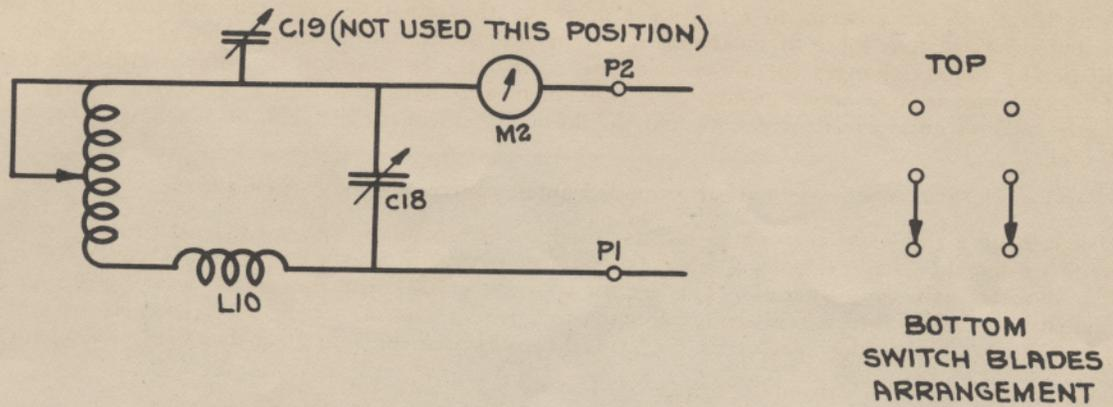 C19 (NOT USED THIS POSITION)
P2
TOP
M2
C18
P1
L10
BOTTOM
SWITCH BLADES
ARRANGEMENT